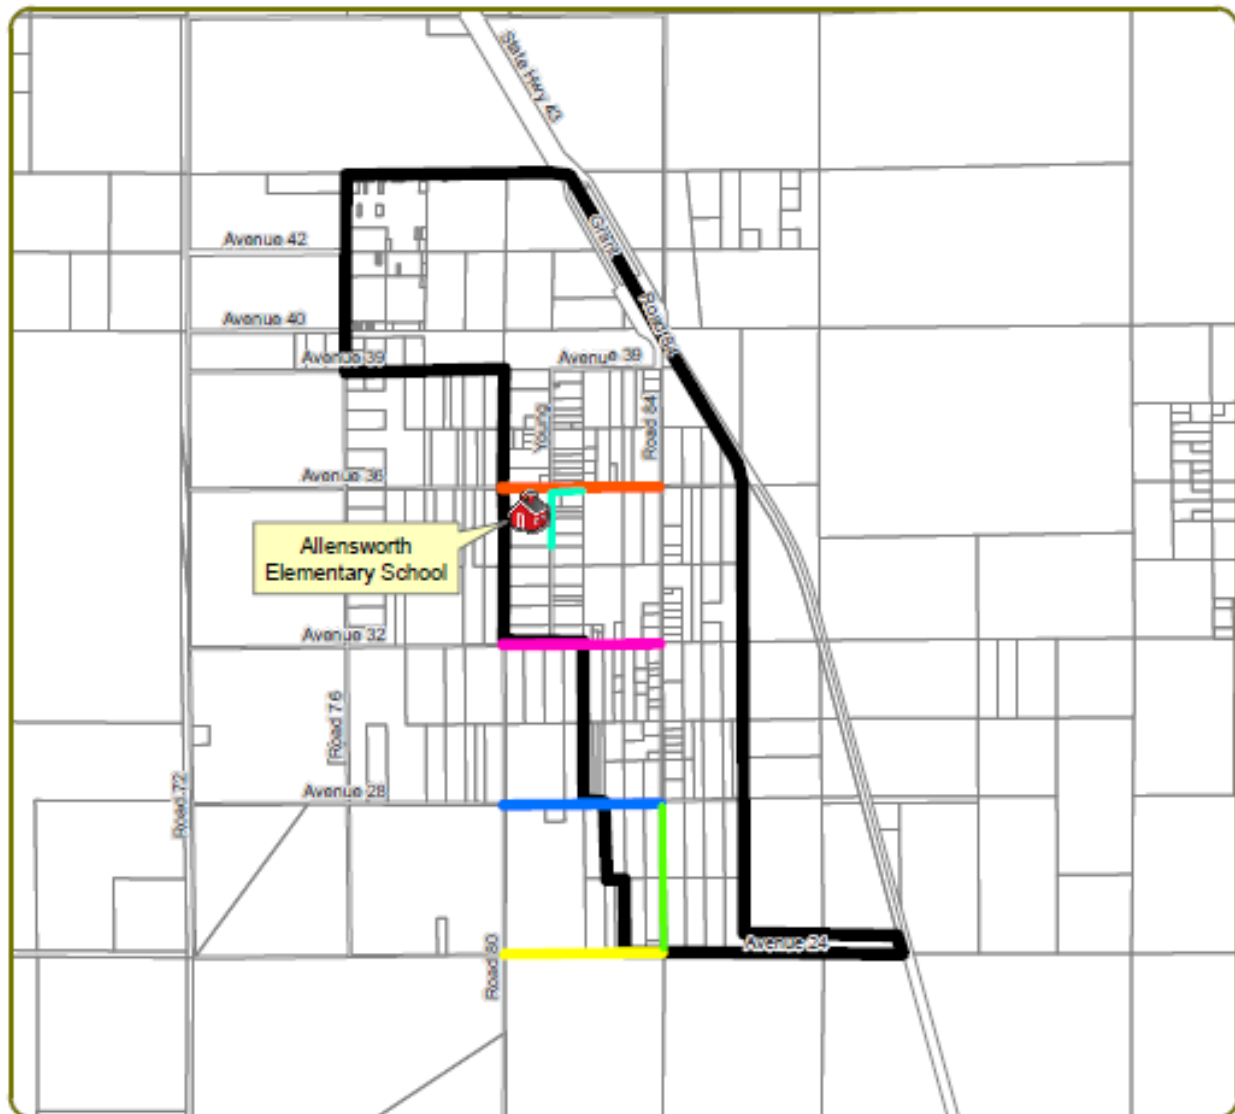 State Hwy 43
Avenue 42
Grant
Avenue 40
Road 84
Avenue 39
Avenue 39
Young
Road 84
Avenue 36
Allensworth
Elementary School
Avenue 32
Road 76
Road 72
Avenue 28
Avenue 24
Road 80